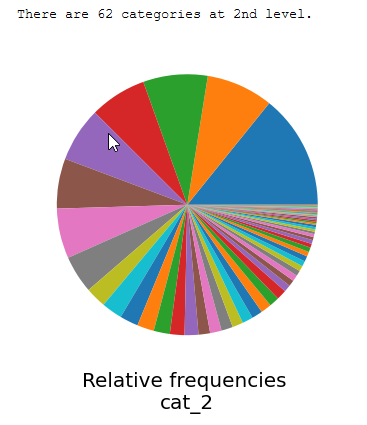 There are 62 categories at 2nd level.
Relative frequencies
cat_2